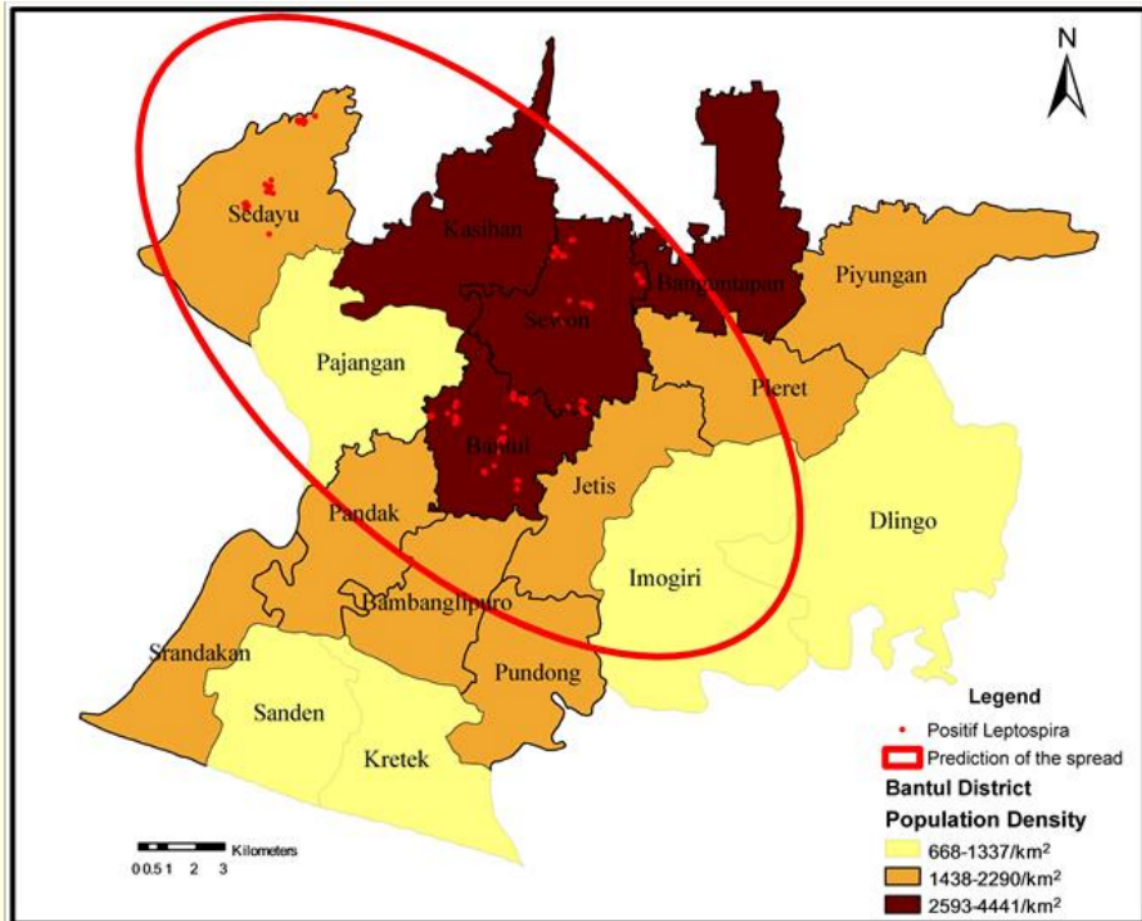 N
Sedayu
Kasihan
Banguntapan
Piyungan
Sewon
Pajangan
Pleret
Bantul
Jetis
Pandak
Dlingo
Imogiri
Bambanglipuro
Srandakan
Pundong
Sanden
Kretek
Legend
Positif Leptospira
Prediction of the spread
Bantul District
Population Density
668-1337/km²
1438-2290/km²
2593-4441/km²
Kilometers
0 0.5 1 2 3